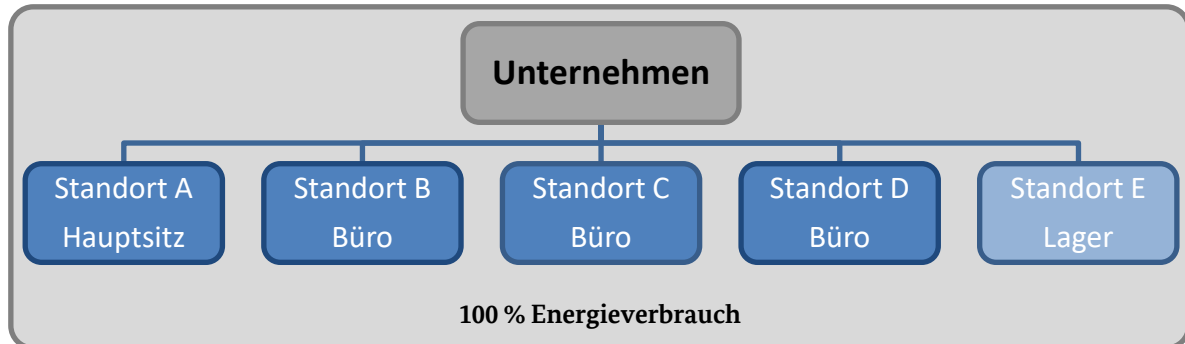 Unternehmen
Standort A
Hauptsitz
Standort B
Büro
Standort C
Büro
Standort D
Büro
Standort E
Lager
100 % Energieverbrauch